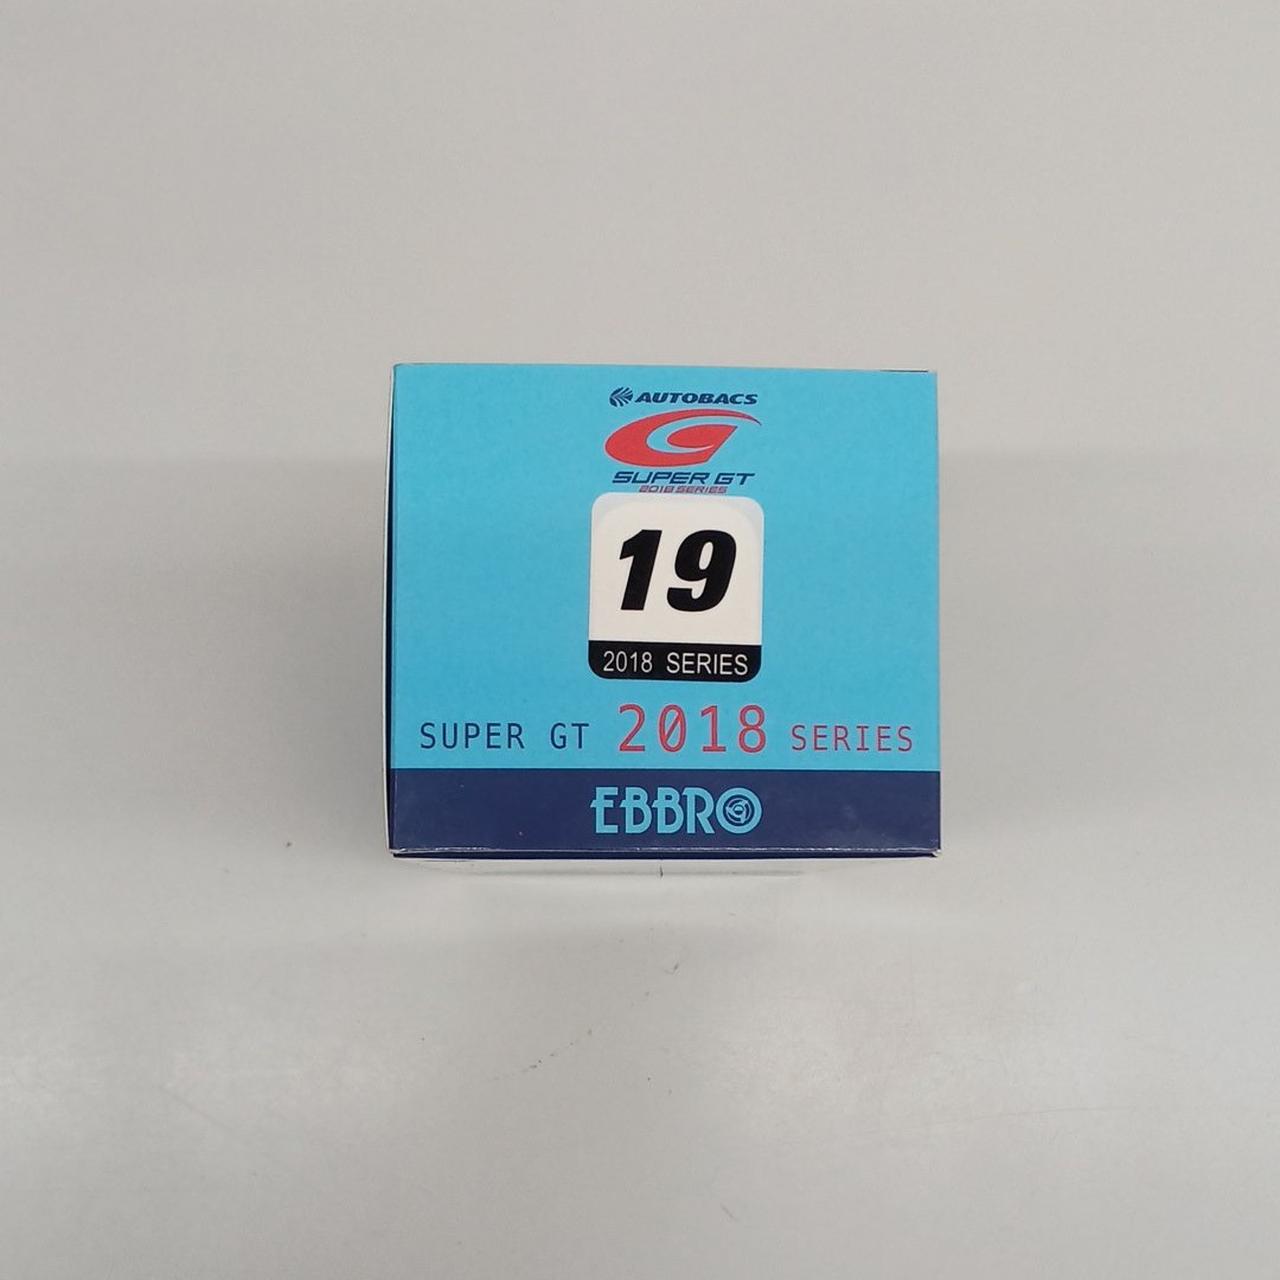 AUTOBACS
SUPER GT
2018 SERIES
19
2018 SERIES
SUPER GT 2018 SERIES
EBBRO